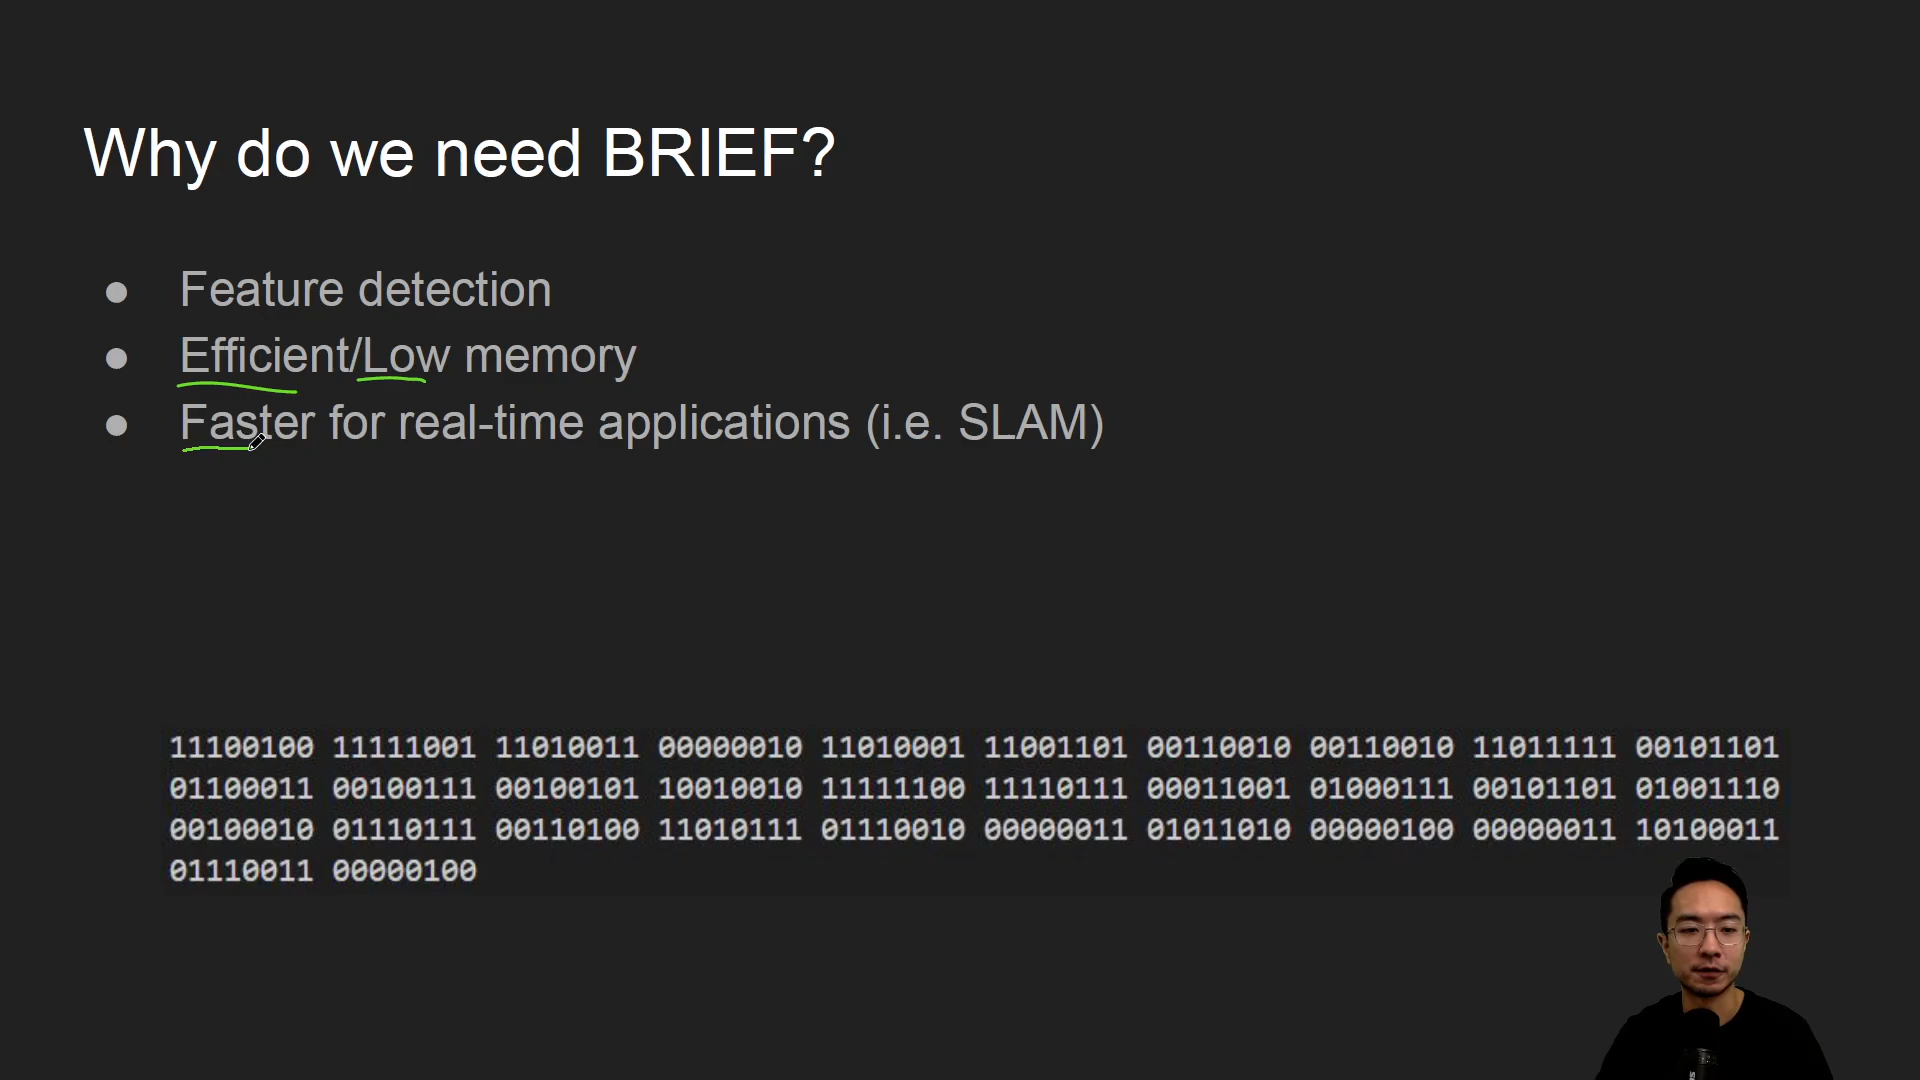 Why do we need BRIEF?
● Feature detection
● Efficient/Low memory
● Faster for real-time applications (i.e. SLAM)
11100100 11111001 11010011 00000010 11010001 11001101 00110010 00110010 11011111 00101101
01100011 00100111 00100101 10010010 11111100 11110111 00011001 01000111 00101101 01001110
00100010 01110111 00110100 11010111 01110010 00000011 01011010 00000100 00000011 10100011
01110011 00000100